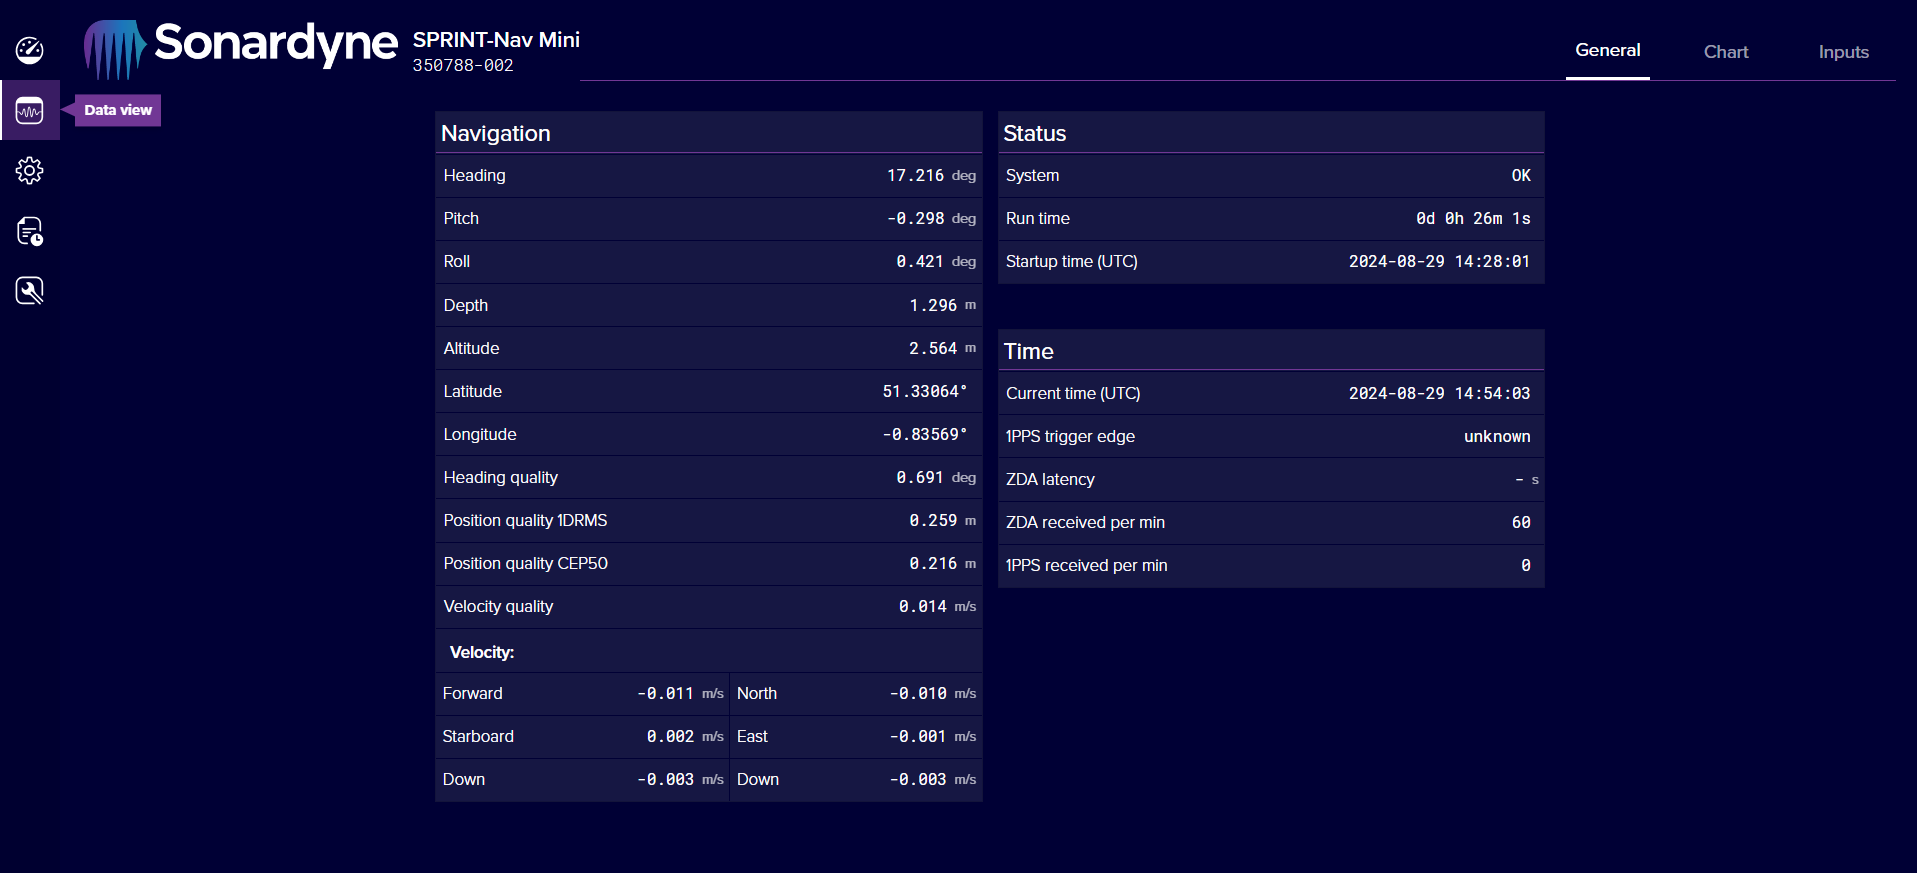 Sonardyne
SPRINT-Nav Mini
350788-002
General
Chart
Inputs
Data view
Navigation
Heading 17.216 deg
Pitch -0.298 deg
Roll 0.421 deg
Depth 1.296 m
Altitude 2.564 m
Latitude 51.33064°
Longitude -0.83569°
Heading quality 0.691 deg
Position quality 1DRMS 0.259 m
Position quality CEP50 0.216 m
Velocity quality 0.014 m/s
Velocity:
Forward -0.011 m/s North -0.010 m/s
Starboard 0.002 m/s East -0.001 m/s
Down -0.003 m/s Down -0.003 m/s
Status
System OK
Run time 0d 0h 26m 1s
Startup time (UTC) 2024-08-29 14:28:01
Time
Current time (UTC) 2024-08-29 14:54:03
1PPS trigger edge unknown
ZDA latency - s
ZDA received per min 60
1PPS received per min 0